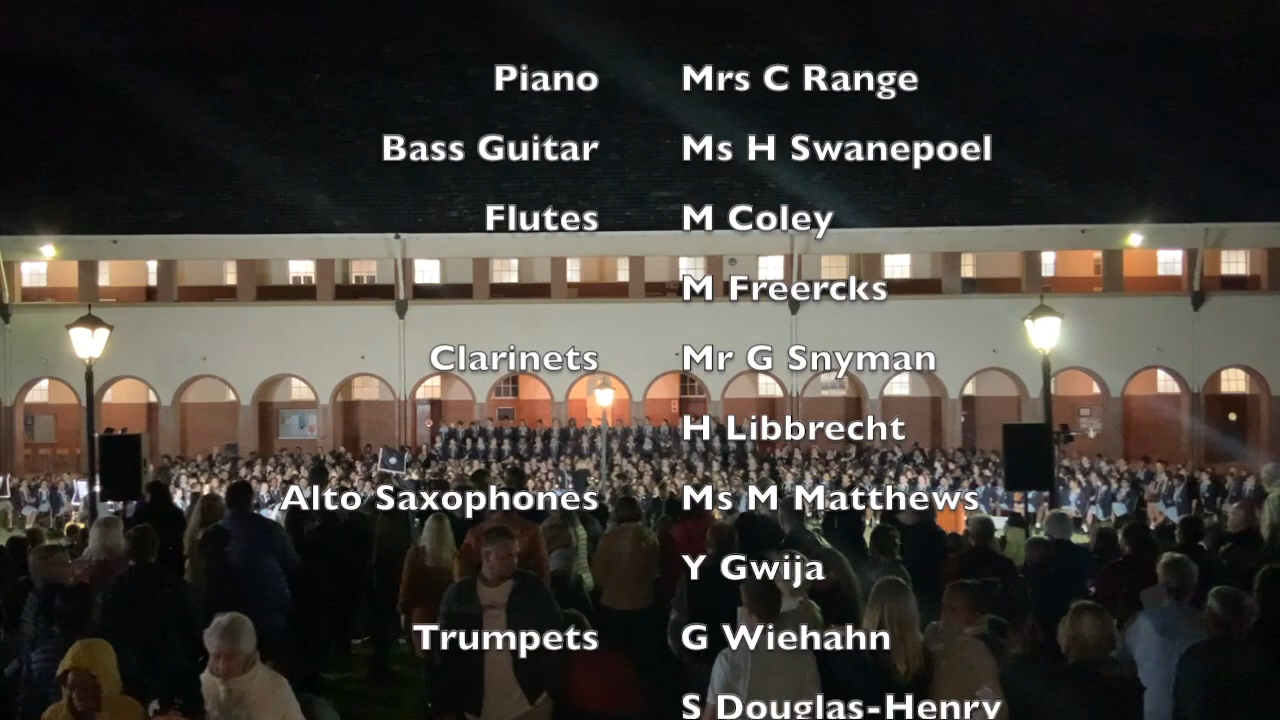 Piano Mrs C Range
Bass Guitar Ms H Swanepoel
Flutes M Coley
M Freercks
Clarinets Mr G Snyman
H Libbrecht
Alto Saxophones Ms M Matthews
Y Gwija
Trumpets G Wiehahn
S Douglas-Henry